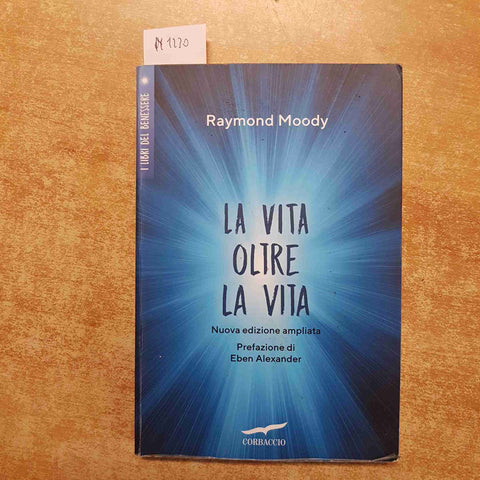 M 1270
I LIBRI DEL BENESSERE
Raymond Moody
LA VITA
OLTRE
LA VITA
Nuova edizione ampliata
Prefazione di
Eben Alexander
CORBACCIO